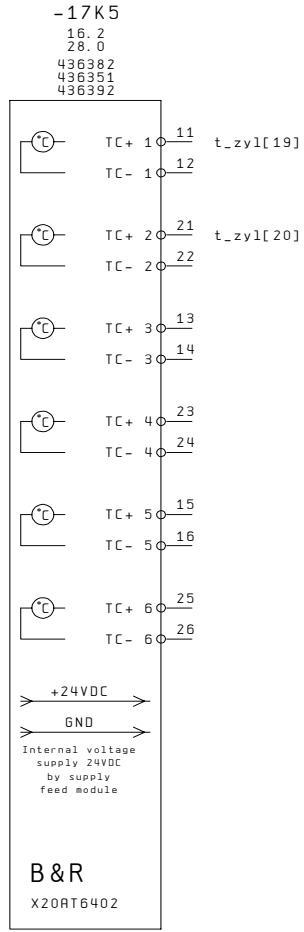 -17K5
16.2
28.0
436382
436351
436392
°C TC+ 1 11 t_zyl[19]
TC- 1 12
°C TC+ 2 21 t_zyl[20]
TC- 2 22
°C TC+ 3 13
TC- 3 14
°C TC+ 4 23
TC- 4 24
°C TC+ 5 15
TC- 5 16
°C TC+ 6 25
TC- 6 26
+24VDC
GND
Internal voltage
supply 24VDC
by supply
feed module
B&R
X20AT6402